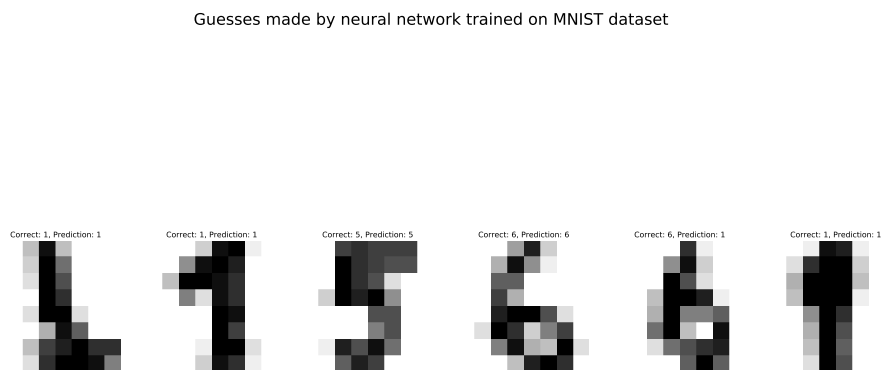 Guesses made by neural network trained on MNIST dataset
Correct: 1, Prediction: 1
Correct: 1, Prediction: 1
Correct: 5, Prediction: 5
Correct: 6, Prediction: 6
Correct: 6, Prediction: 1
Correct: 1, Prediction: 1